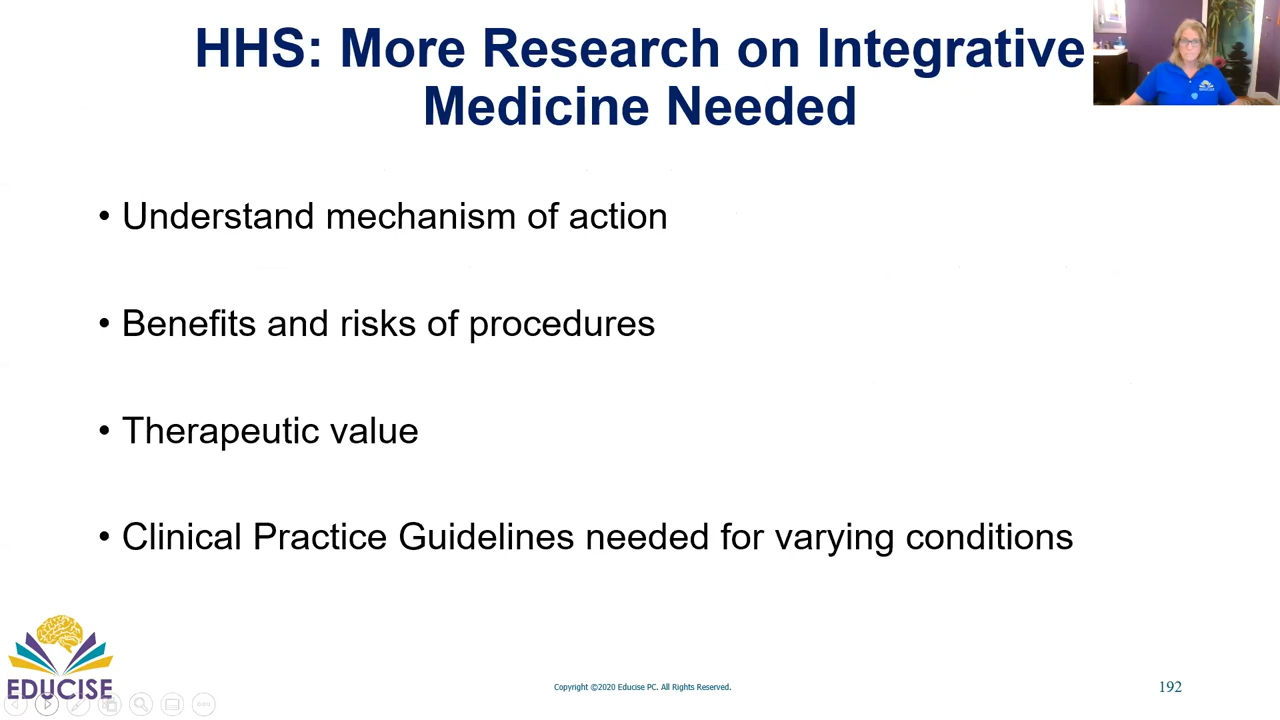 HHS: More Research on Integrative
Medicine Needed
• Understand mechanism of action
• Benefits and risks of procedures
• Therapeutic value
• Clinical Practice Guidelines needed for varying conditions
EDUCISE
Copyright ©2020 Educise PC. All Rights Reserved.
192